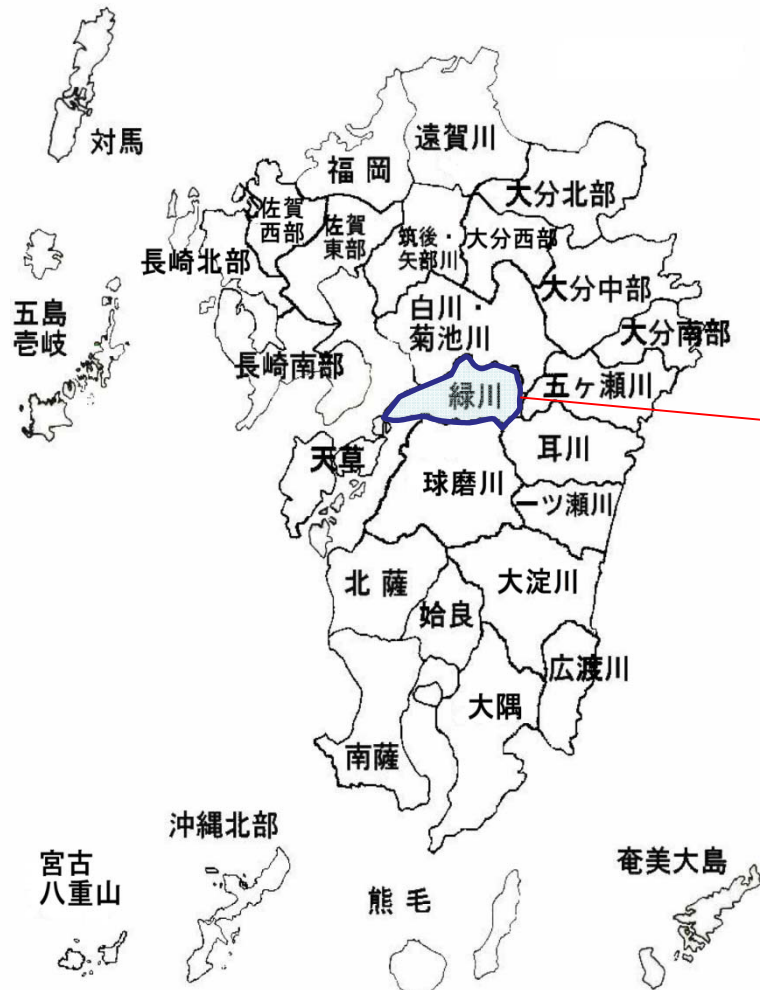 対馬
遠賀川
福岡
大分北部
佐賀
西部
佐賀
東部
筑後・
矢部川
大分西部
長崎北部
大分中部
五島
壱岐
白川・
菊池川
大分南部
長崎南部
緑川
五ヶ瀬川
天草
耳川
球磨川
一ツ瀬川
北薩
大淀川
姶良
広渡川
大隅
南薩
沖縄北部
宮古
八重山
熊毛
奄美大島